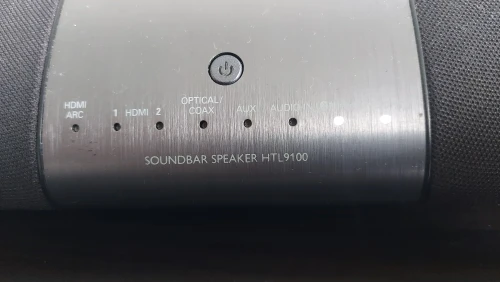 HDMI ARC
1 HDMI 2
OPTICAL/
COAX
AUX
AUDIO
SOUNDBAR SPEAKER HTL9100